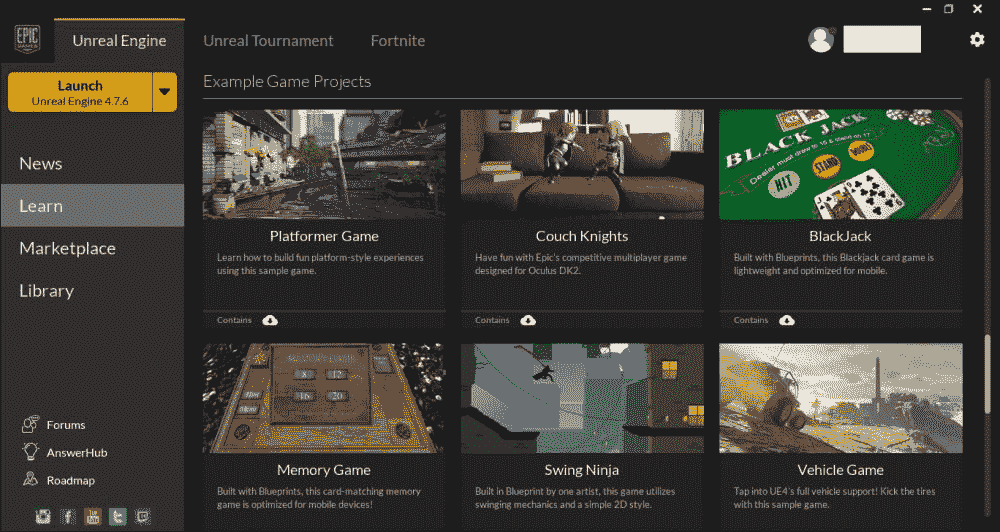 EPIC
GAMES
Unreal Engine
Unreal Tournament
Fortnite
Launch
Unreal Engine 4.7.6
News
Learn
Marketplace
Library
Forums
AnswerHub
Roadmap
Example Game Projects
BLACK JACK
Dealer must draw to 16 & stand on 17
HIT
STAND
DOUBLE
Platformer Game
Learn how to build fun platform-style experiences
using this sample game.
Contains
Couch Knights
Have fun with Epic's competitive multiplayer game
designed for Oculus DK2.
Contains
BlackJack
Built with Blueprints, this Blackjack card game is
lightweight and optimized for mobile.
Contains
MEMORY GAME
8
12
16
20
Memory Game
Built with Blueprints, this card-matching memory
game is optimized for mobile devices!
Swing Ninja
Built in Blueprint by one artist, this game utilizes
swinging mechanics and a simple 2D style.
Vehicle Game
Tap into UE4's full vehicle support! Kick the tires
with this sample game.